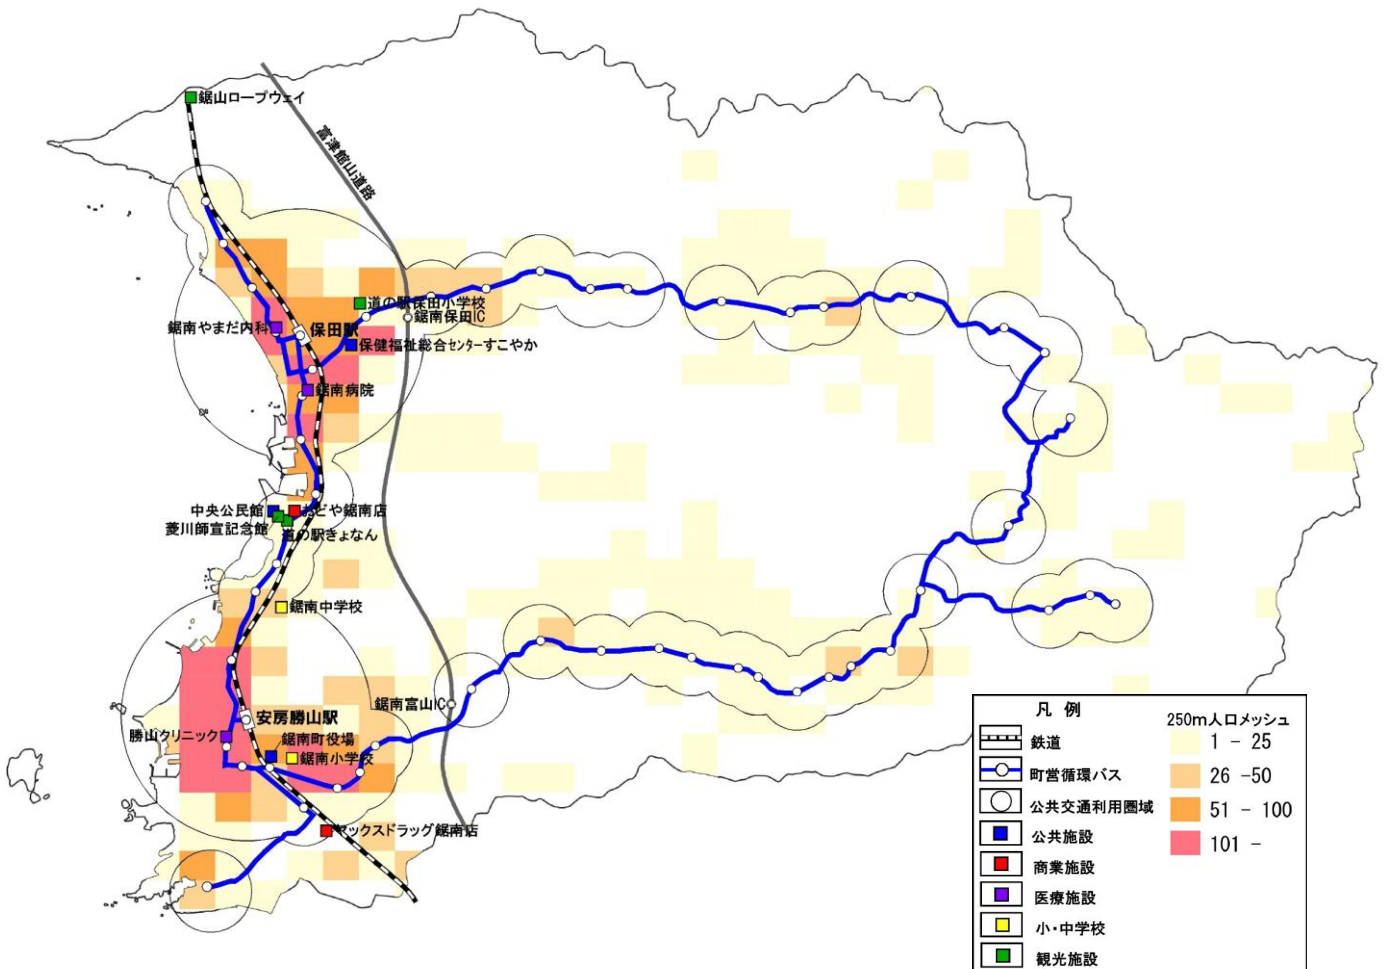 鋸山ロープウェイ
富津館山道路
道の駅保田小学校
鋸南保田IC
鋸南やまだ内科
保田駅
保健福祉総合センターすこやか
鋸南病院
中央公民館
おどや鋸南店
菱川師宣記念館
道の駅きょなん
鋸南中学校
鋸南富山IC
安房勝山駅
勝山クリニック
鋸南町役場
鋸南小学校
ヤックスドラッグ鋸南店
凡 例
鉄道
町営循環バス
公共交通利用圏域
公共施設
商業施設
医療施設
小・中学校
観光施設
250m人口メッシュ
1 - 25
26 -50
51 - 100
101 -